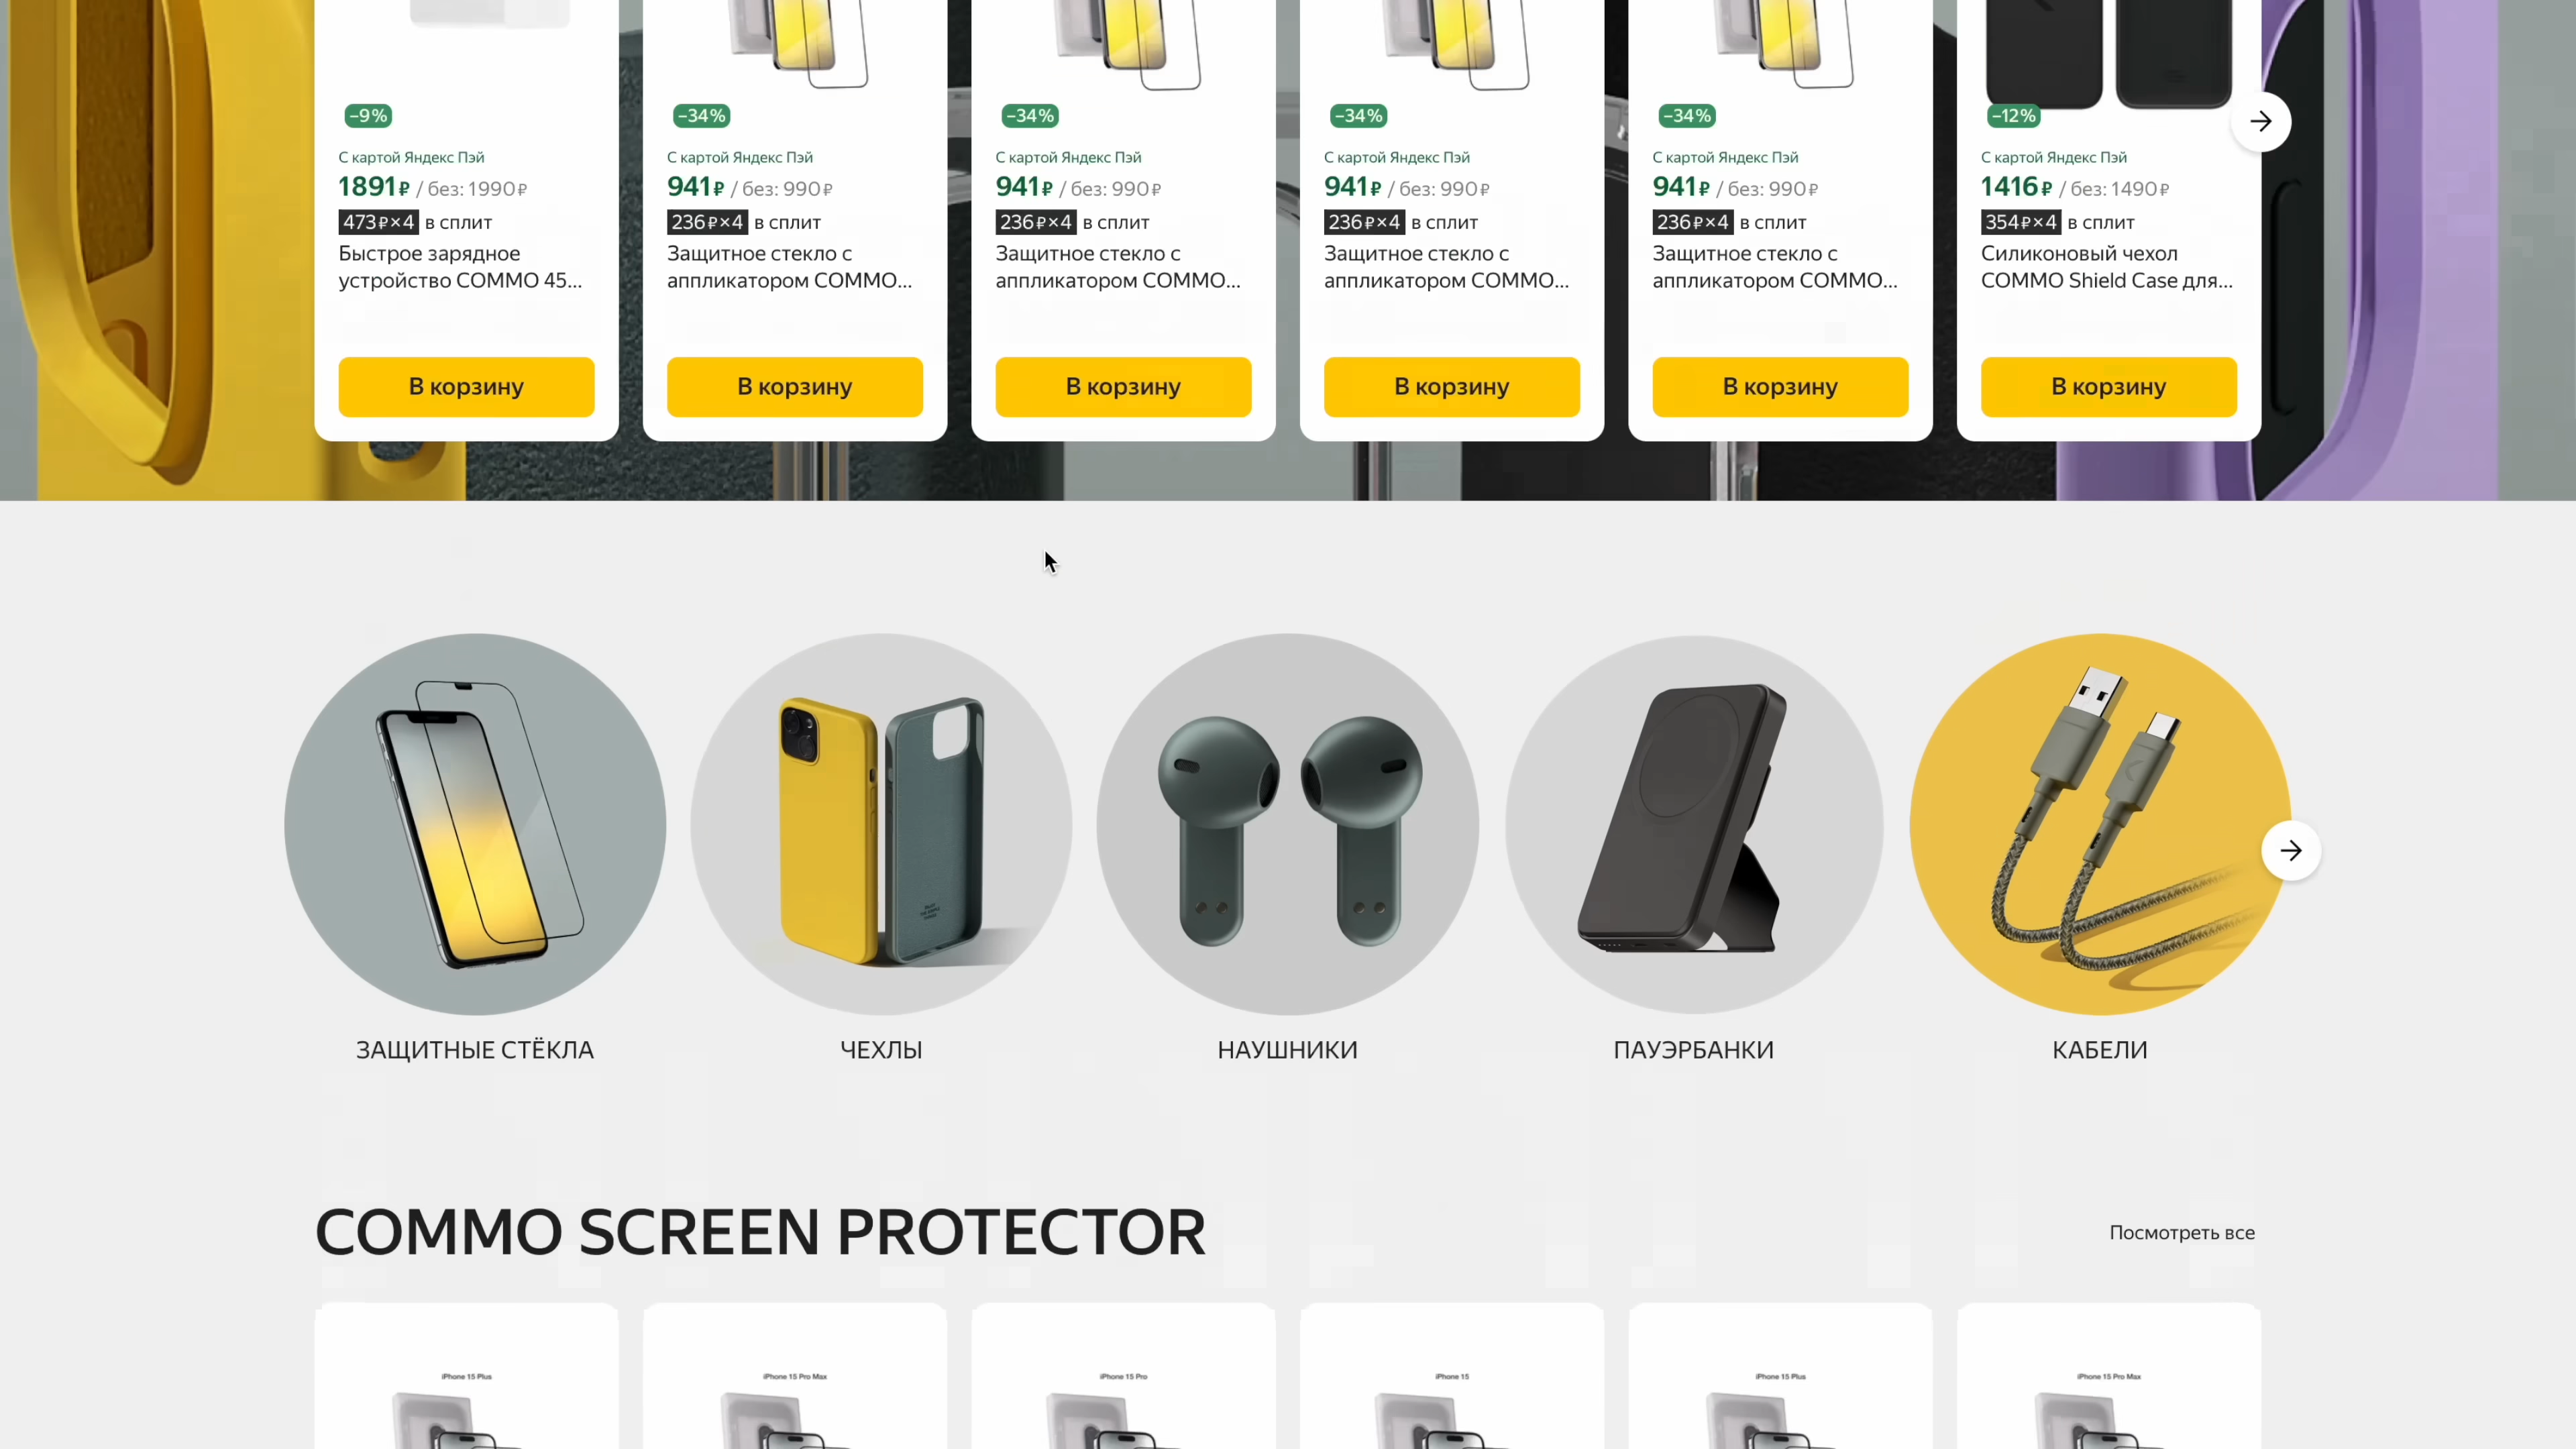 –9%
С картой Яндекс Пэй
1891₽ / без: 1990₽
473₽×4 в сплит
Быстрое зарядное
устройство COMMO 45...
В корзину
–34%
С картой Яндекс Пэй
941₽ / без: 990₽
236₽×4 в сплит
Защитное стекло с
аппликатором COMMO...
В корзину
–34%
С картой Яндекс Пэй
941₽ / без: 990₽
236₽×4 в сплит
Защитное стекло с
аппликатором COMMO...
В корзину
–34%
С картой Яндекс Пэй
941₽ / без: 990₽
236₽×4 в сплит
Защитное стекло с
аппликатором COMMO...
В корзину
–34%
С картой Яндекс Пэй
941₽ / без: 990₽
236₽×4 в сплит
Защитное стекло с
аппликатором COMMO...
В корзину
–12%
С картой Яндекс Пэй
1416₽ / без: 1490₽
354₽×4 в сплит
Силиконовый чехол
COMMO Shield Case для...
В корзину
ЗАЩИТНЫЕ СТЁКЛА
ЧЕХЛЫ
НАУШНИКИ
ПАУЭРБАНКИ
КАБЕЛИ
COMMO SCREEN PROTECTOR
Посмотреть все
iPhone 15 Plus
iPhone 15 Pro Max
iPhone 15 Pro
iPhone 15
iPhone 15 Plus
iPhone 15 Pro Max